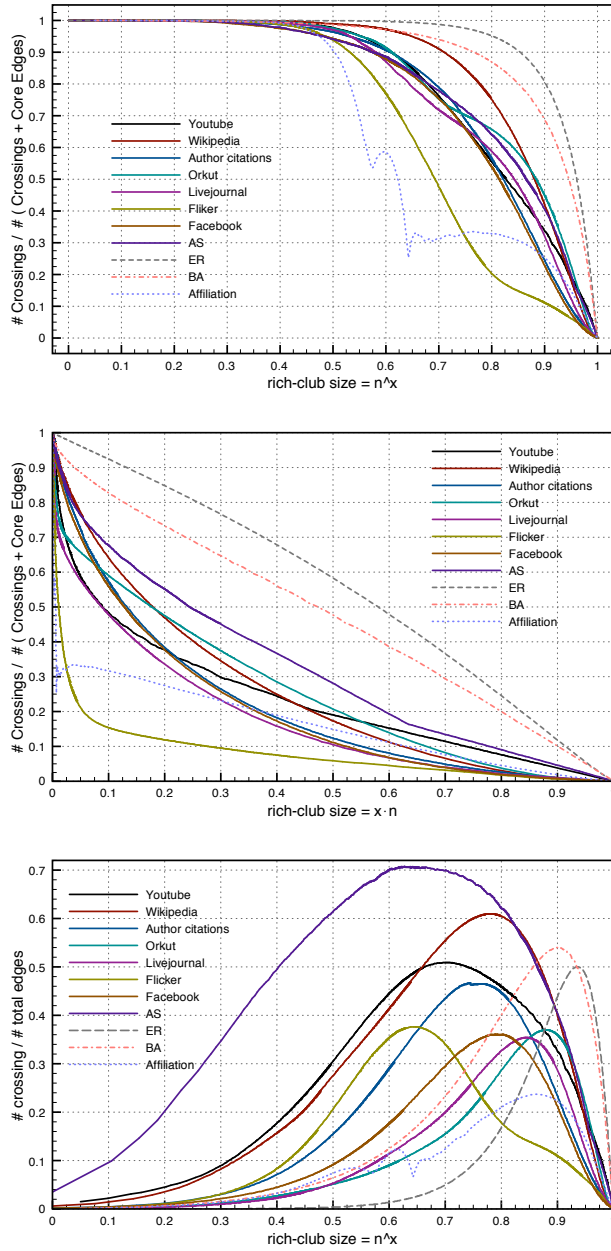 # Crossings / # ( Crossings + Core Edges)
1
0.9
0.8
0.7
0.6
0.5
0.4
0.3
0.2
0.1
0
Youtube
Wikipedia
Author citations
Orkut
Livejournal
Fliker
Facebook
AS
ER
BA
Affiliation
0 0.1 0.2 0.3 0.4 0.5 0.6 0.7 0.8 0.9 1
rich-club size = n^x
# Crossings / # ( Crossings + Core Edges)
1
0.9
0.8
0.7
0.6
0.5
0.4
0.3
0.2
0.1
0
Youtube
Wikipedia
Author citations
Orkut
Livejournal
Flicker
Facebook
AS
ER
BA
Affiliation
0 0.1 0.2 0.3 0.4 0.5 0.6 0.7 0.8 0.9
rich-club size = x·n
# crossing / # total edges
0.7
0.6
0.5
0.4
0.3
0.2
0.1
0
Youtube
Wikipedia
Author citations
Orkut
Livejournal
Flicker
Facebook
AS
ER
BA
Affiliation
0 0.1 0.2 0.3 0.4 0.5 0.6 0.7 0.8 0.9
rich-club size = n^x